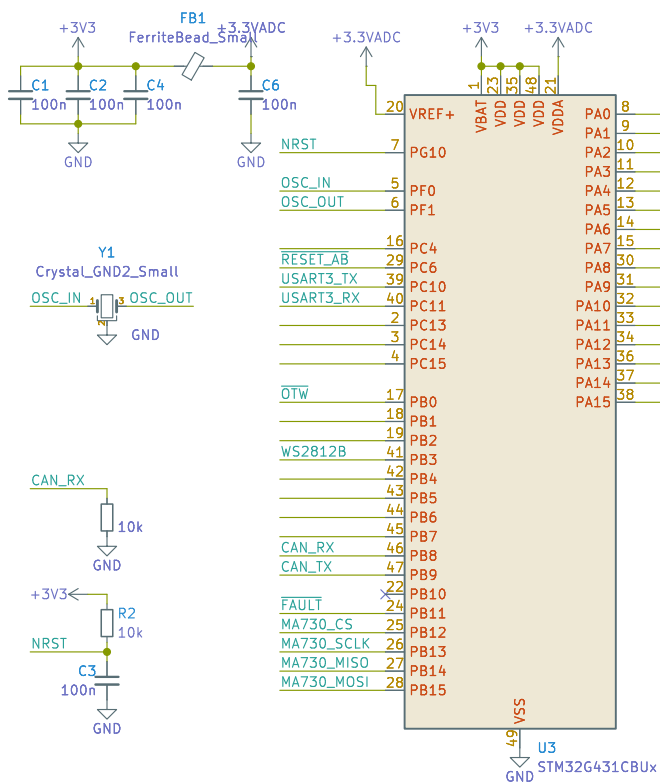 +3V3
FB1
FerriteBead_Small
+3.3VADC
C1
100n
C2
100n
C4
100n
C6
100n
GND
GND
Y1
Crystal_GND2_Small
OSC_IN
1
3
OSC_OUT
2
GND
CAN_RX
10k
GND
+3V3
R2
10k
NRST
C3
100n
GND
+3.3VADC
+3V3
+3.3VADC
1
23
35
48
21
VBAT
VDD
VDD
VDD
VDDA
20 VREF+
NRST 7 PG10
OSC_IN 5 PF0
OSC_OUT 6 PF1
16 PC4
RESET_AB 29 PC6
USART3_TX 39 PC10
USART3_RX 40 PC11
2 PC13
3 PC14
4 PC15
OTW 17 PB0
18 PB1
19 PB2
WS2812B 41 PB3
42 PB4
43 PB5
44 PB6
45 PB7
CAN_RX 46 PB8
CAN_TX 47 PB9
22 PB10
FAULT 24 PB11
MA730_CS 25 PB12
MA730_SCLK 26 PB13
MA730_MISO 27 PB14
MA730_MOSI 28 PB15
PA0 8
PA1 9
PA2 10
PA3 11
PA4 12
PA5 13
PA6 14
PA7 15
PA8 30
PA9 31
PA10 32
PA11 33
PA12 34
PA13 36
PA14 37
PA15 38
VSS
49
GND
U3
STM32G431CBUx